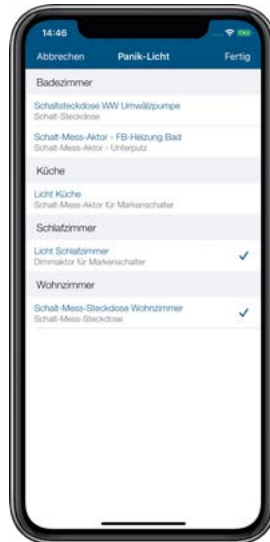 14:46
Abbrechen Panik-Licht Fertig
Badezimmer
Schaltsteckdose WW Umwälzpumpe
Schalt-Steckdose
Schalt-Mess-Aktor - FB-Heizung Bad
Schalt-Mess-Aktor - Unterputz
Küche
Licht Küche
Schalt-Mess-Aktor für Markenschalter
Schlafzimmer
Licht Schlafzimmer
Dimmaktor für Markenschalter
Wohnzimmer
Schalt-Mess-Steckdose Wohnzimmer
Schalt-Mess-Steckdose